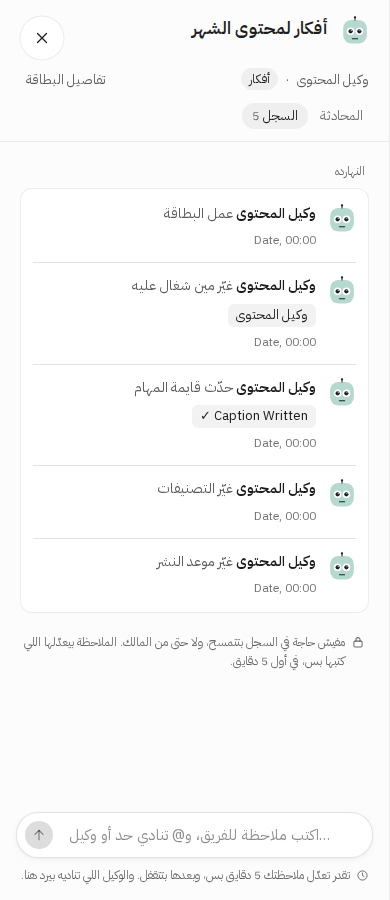 أفكار لمحتوى الشهر
وكيل المحتوى · أفكار
تفاصيل البطاقة
المحادثة
السجل 5
النهارده
وكيل المحتوى عمل البطاقة
Date, 00:00
وكيل المحتوى غيّر مين شغال عليه
وكيل المحتوى
Date, 00:00
وكيل المحتوى حدّث قايمة المهام
✓ Caption Written
Date, 00:00
وكيل المحتوى غيّر التصنيفات
Date, 00:00
وكيل المحتوى غيّر موعد النشر
Date, 00:00
مفيش حاجة في السجل بتتمسح، ولا حتى من المالك. الملاحظة بيعدّلها اللي
كتبها بس، في أول 5 دقايق.
اكتب ملاحظة للفريق، و@ تنادي حد أو وكيل...
تقدر تعدّل ملاحظتك 5 دقايق بس، وبعدها بتتقفل. والوكيل اللي تناديه بيرد هنا.